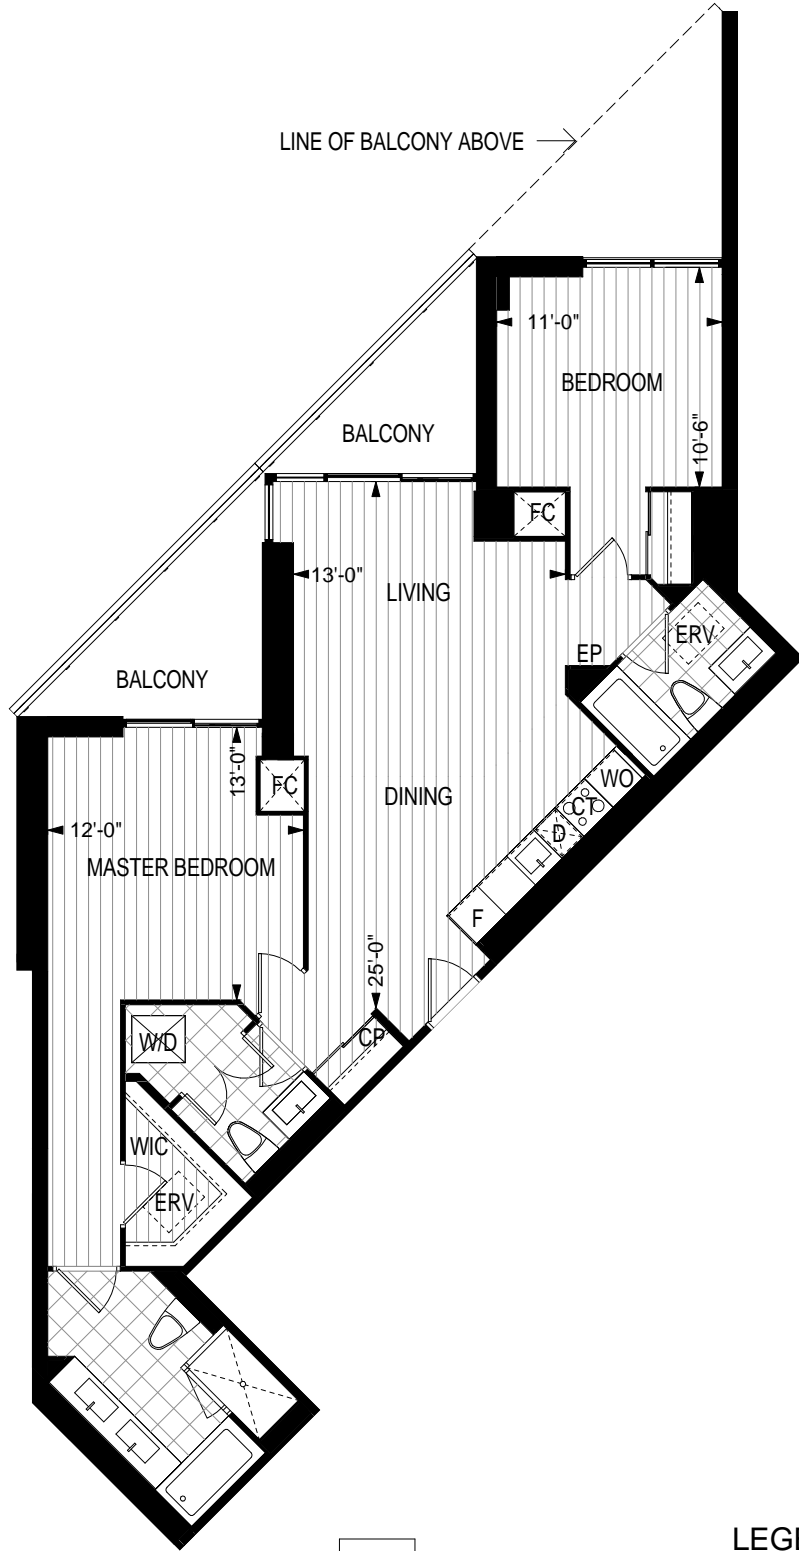 LINE OF BALCONY ABOVE
11'-0"
BEDROOM
BALCONY
10'-6"
FC
13'-0"
LIVING
ERV
EP
BALCONY
13'-0"
FC
WO
DINING
CT
12'-0"
D
MASTER BEDROOM
F
25'-0"
W/D
CP
WIC
ERV